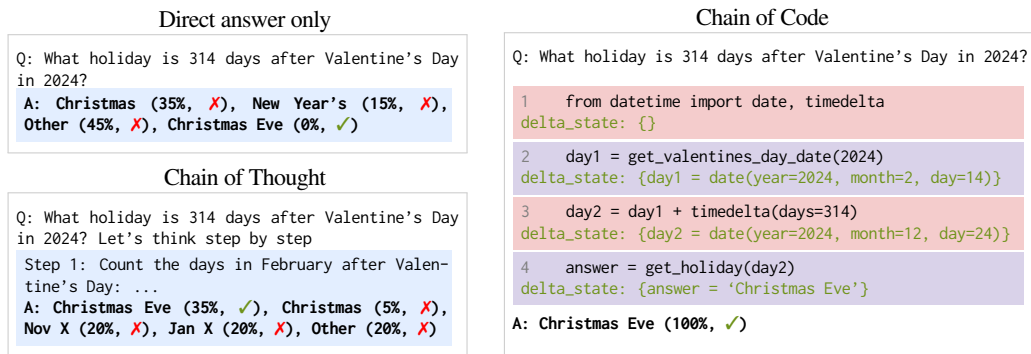 Direct answer only
Q: What holiday is 314 days after Valentine's Day
in 2024?
A: Christmas (35%, ✗), New Year's (15%, ✗),
Other (45%, ✗), Christmas Eve (0%, ✓)
Chain of Thought
Q: What holiday is 314 days after Valentine's Day
in 2024? Let's think step by step
Step 1: Count the days in February after Valen-
tine's Day: ...
A: Christmas Eve (35%, ✓), Christmas (5%, ✗),
Nov X (20%, ✗), Jan X (20%, ✗), Other (20%, ✗)
Chain of Code
Q: What holiday is 314 days after Valentine's Day in 2024?
1 from datetime import date, timedelta
delta_state: {}
2 day1 = get_valentines_day_date(2024)
delta_state: {day1 = date(year=2024, month=2, day=14)}
3 day2 = day1 + timedelta(days=314)
delta_state: {day2 = date(year=2024, month=12, day=24)}
4 answer = get_holiday(day2)
delta_state: {answer = ‘Christmas Eve’}
A: Christmas Eve (100%, ✓)